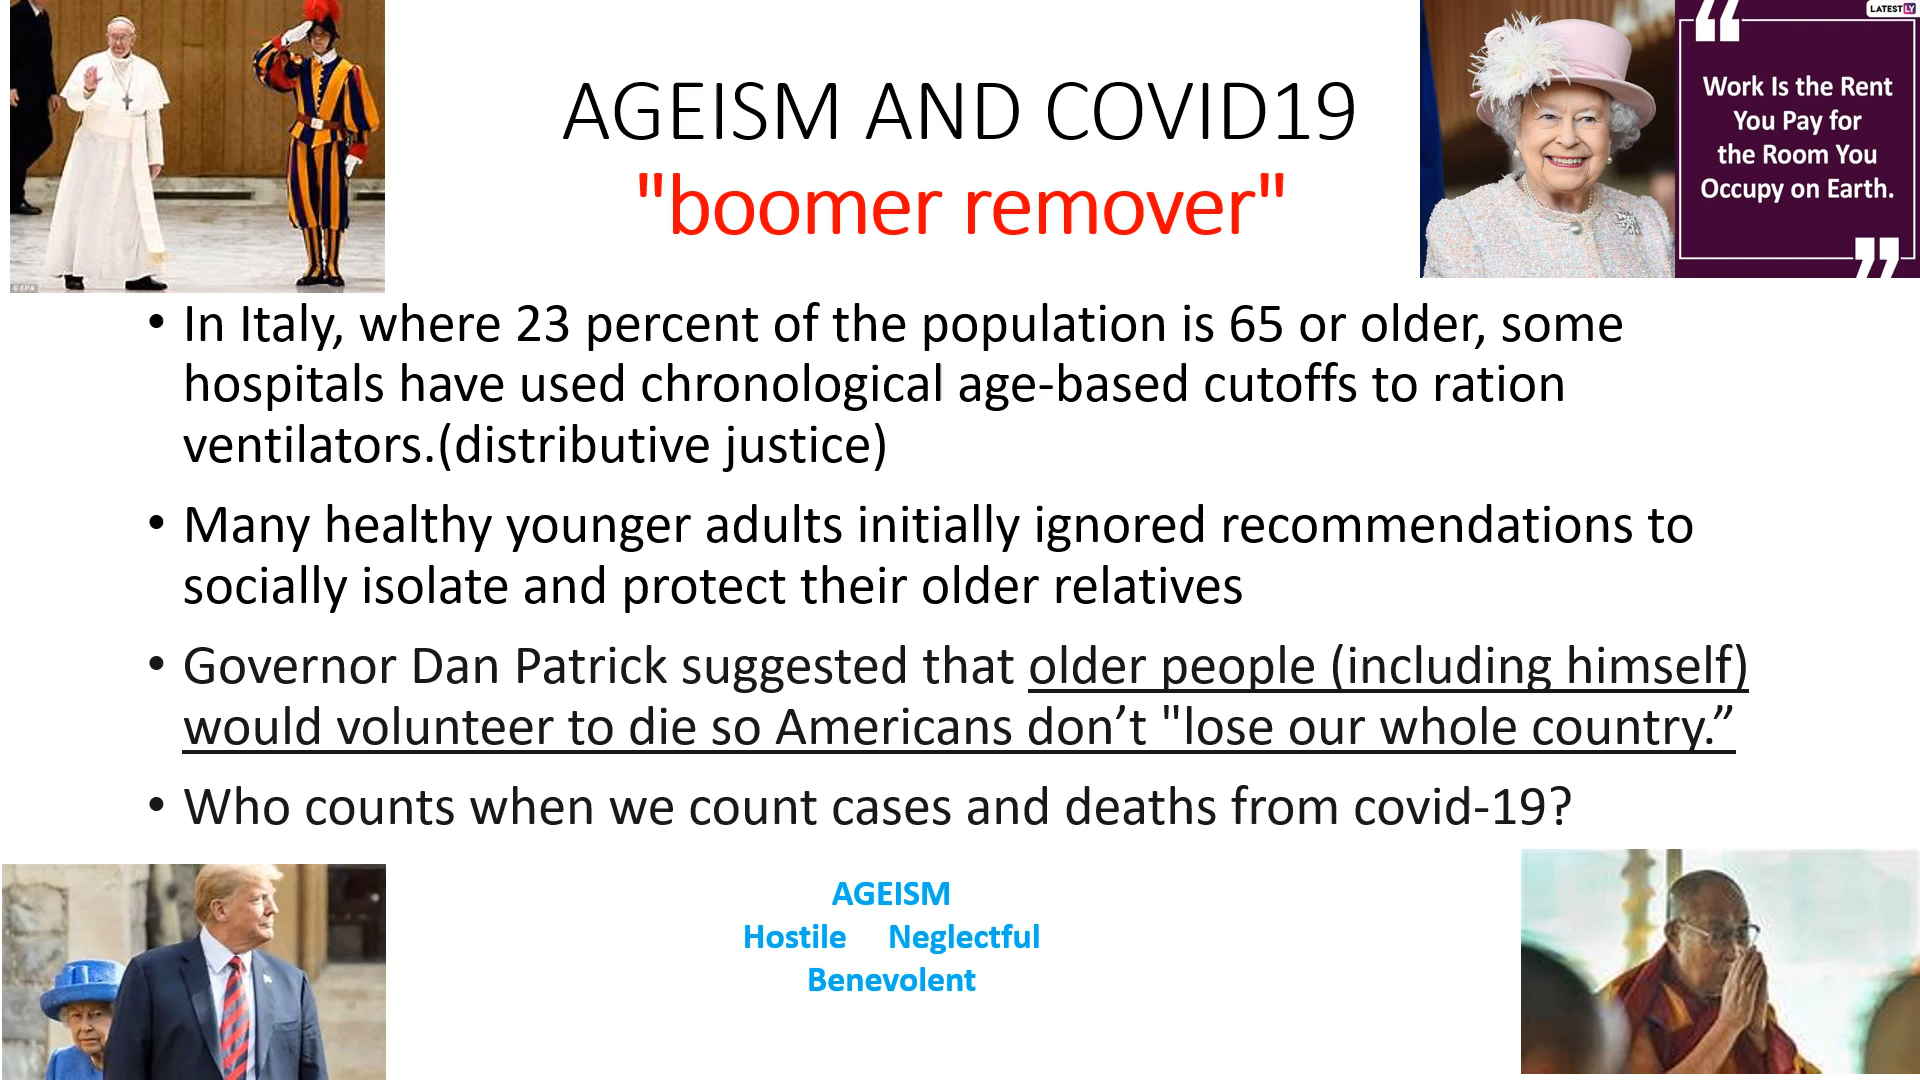 AGEISM AND COVID19
"boomer remover"
LATESTLY
“
Work Is the Rent
You Pay for
the Room You
Occupy on Earth.
”
© EPA
• In Italy, where 23 percent of the population is 65 or older, some
hospitals have used chronological age-based cutoffs to ration
ventilators.(distributive justice)
• Many healthy younger adults initially ignored recommendations to
socially isolate and protect their older relatives
• Governor Dan Patrick suggested that older people (including himself)
would volunteer to die so Americans don’t "lose our whole country.”
• Who counts when we count cases and deaths from covid-19?
AGEISM
Hostile Neglectful
Benevolent